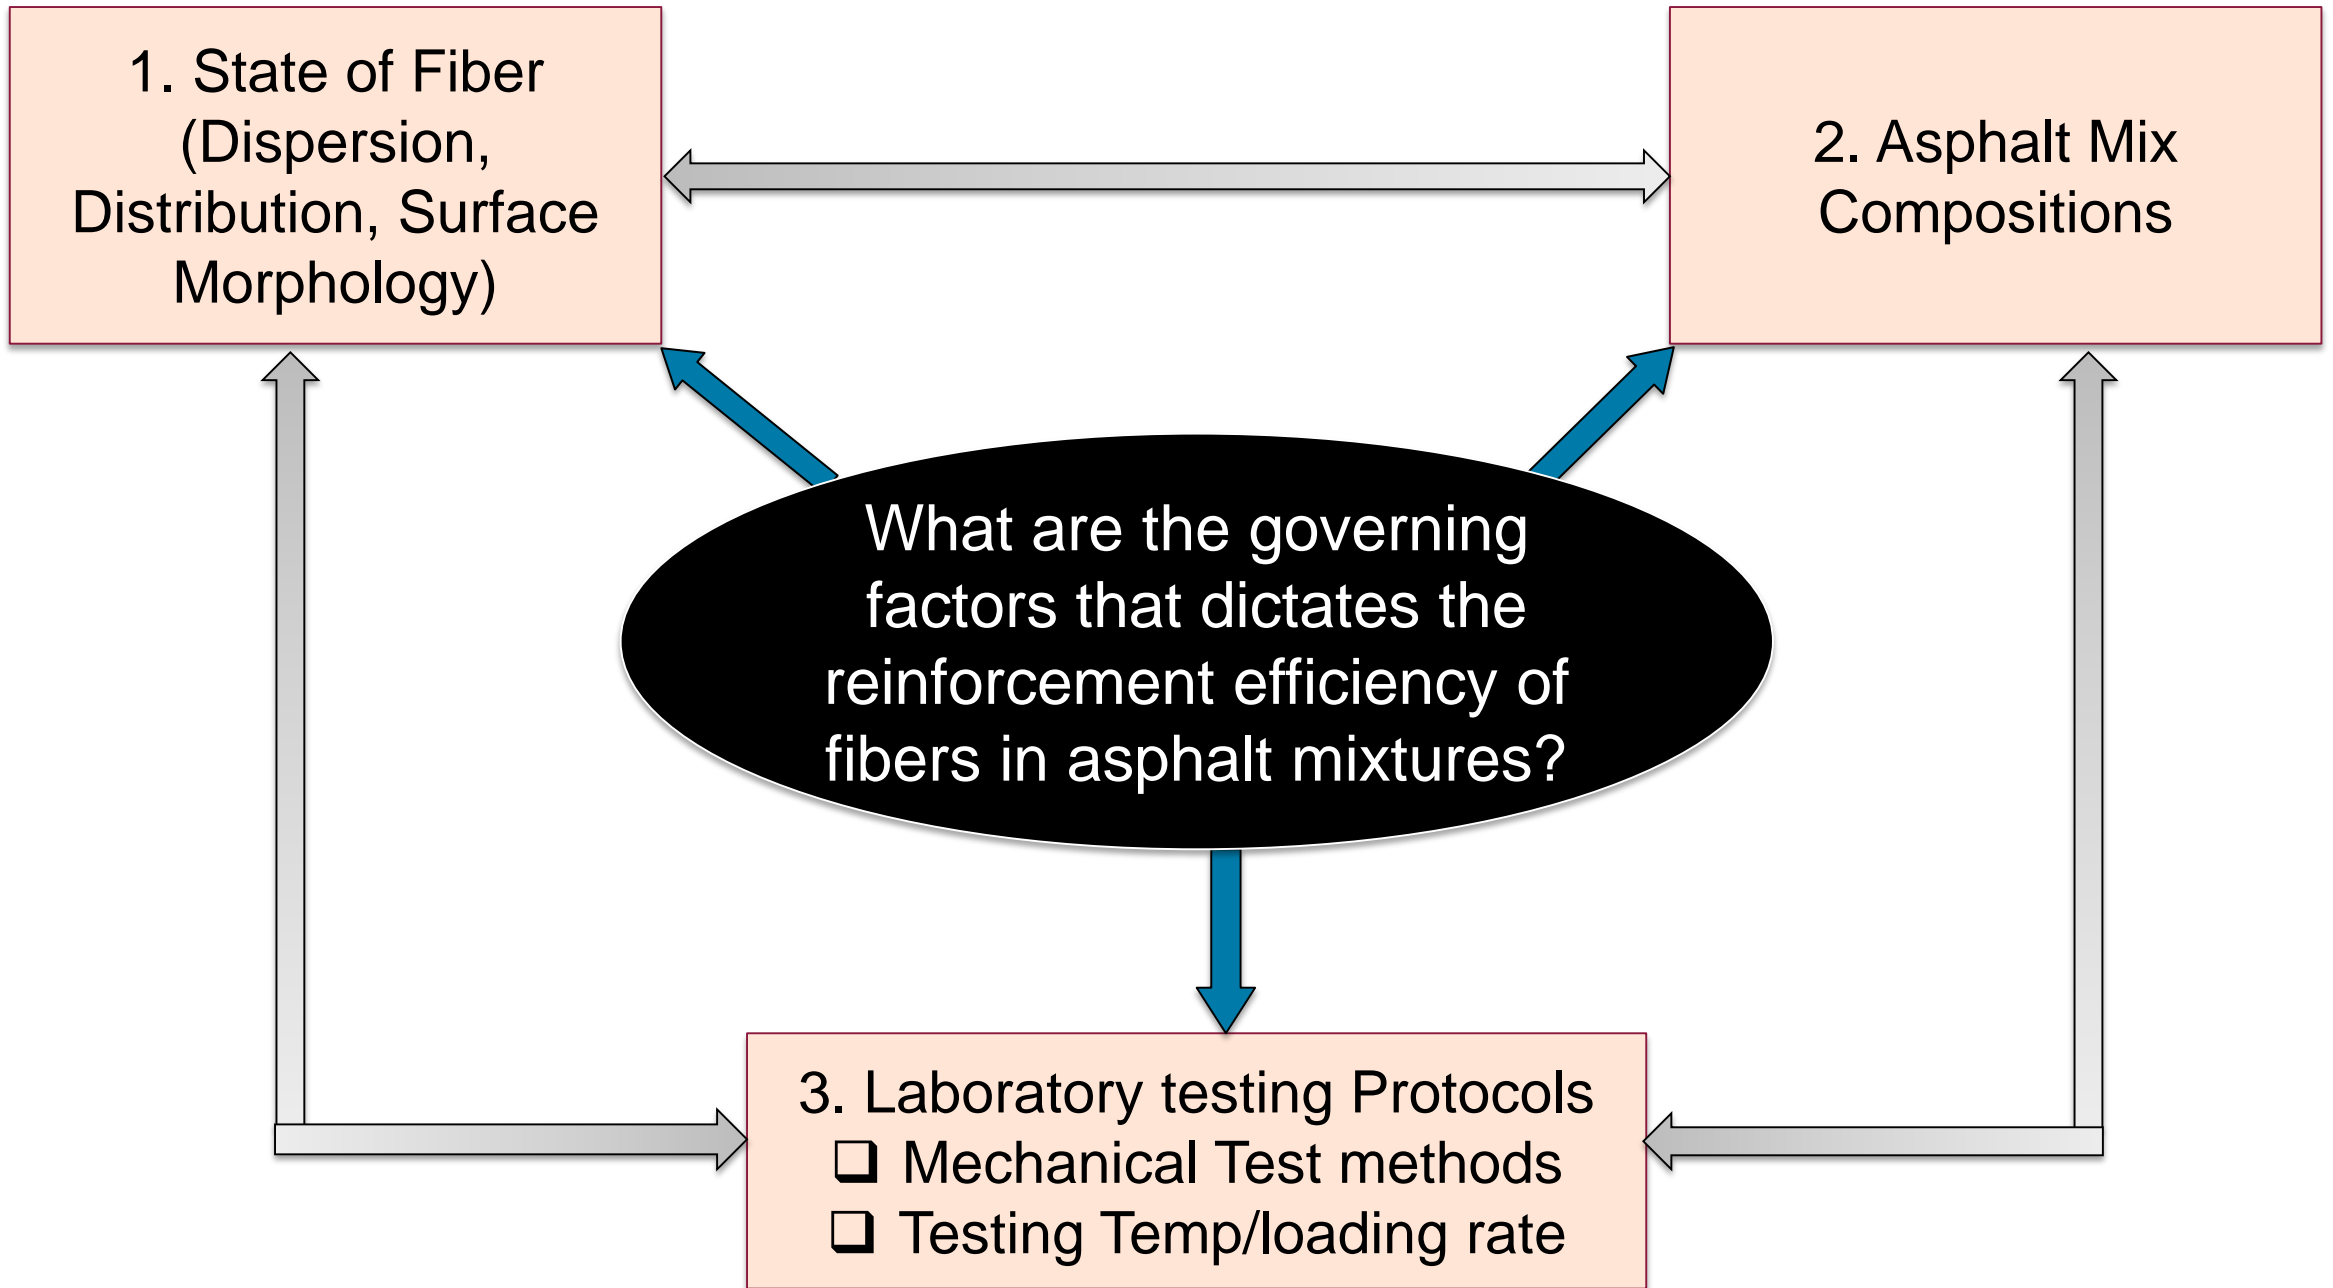 1. State of Fiber
(Dispersion,
Distribution, Surface
Morphology)
2. Asphalt Mix
Compositions
What are the governing
factors that dictates the
reinforcement efficiency of
fibers in asphalt mixtures?
3. Laboratory testing Protocols
❑ Mechanical Test methods
❑ Testing Temp/loading rate